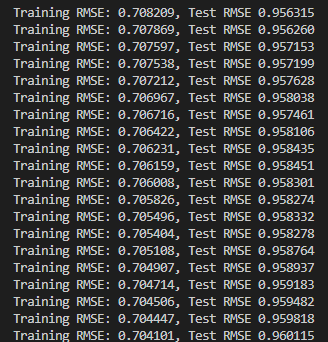 Training RMSE: 0.708209, Test RMSE 0.956315
Training RMSE: 0.707869, Test RMSE 0.956260
Training RMSE: 0.707597, Test RMSE 0.957153
Training RMSE: 0.707538, Test RMSE 0.957199
Training RMSE: 0.707212, Test RMSE 0.957628
Training RMSE: 0.706967, Test RMSE 0.958038
Training RMSE: 0.706716, Test RMSE 0.957461
Training RMSE: 0.706422, Test RMSE 0.958106
Training RMSE: 0.706231, Test RMSE 0.958435
Training RMSE: 0.706159, Test RMSE 0.958451
Training RMSE: 0.706008, Test RMSE 0.958301
Training RMSE: 0.705826, Test RMSE 0.958274
Training RMSE: 0.705496, Test RMSE 0.958332
Training RMSE: 0.705404, Test RMSE 0.958278
Training RMSE: 0.705108, Test RMSE 0.958764
Training RMSE: 0.704907, Test RMSE 0.958937
Training RMSE: 0.704714, Test RMSE 0.959183
Training RMSE: 0.704506, Test RMSE 0.959482
Training RMSE: 0.704447, Test RMSE 0.959818
Training RMSE: 0.704101, Test RMSE 0.960115